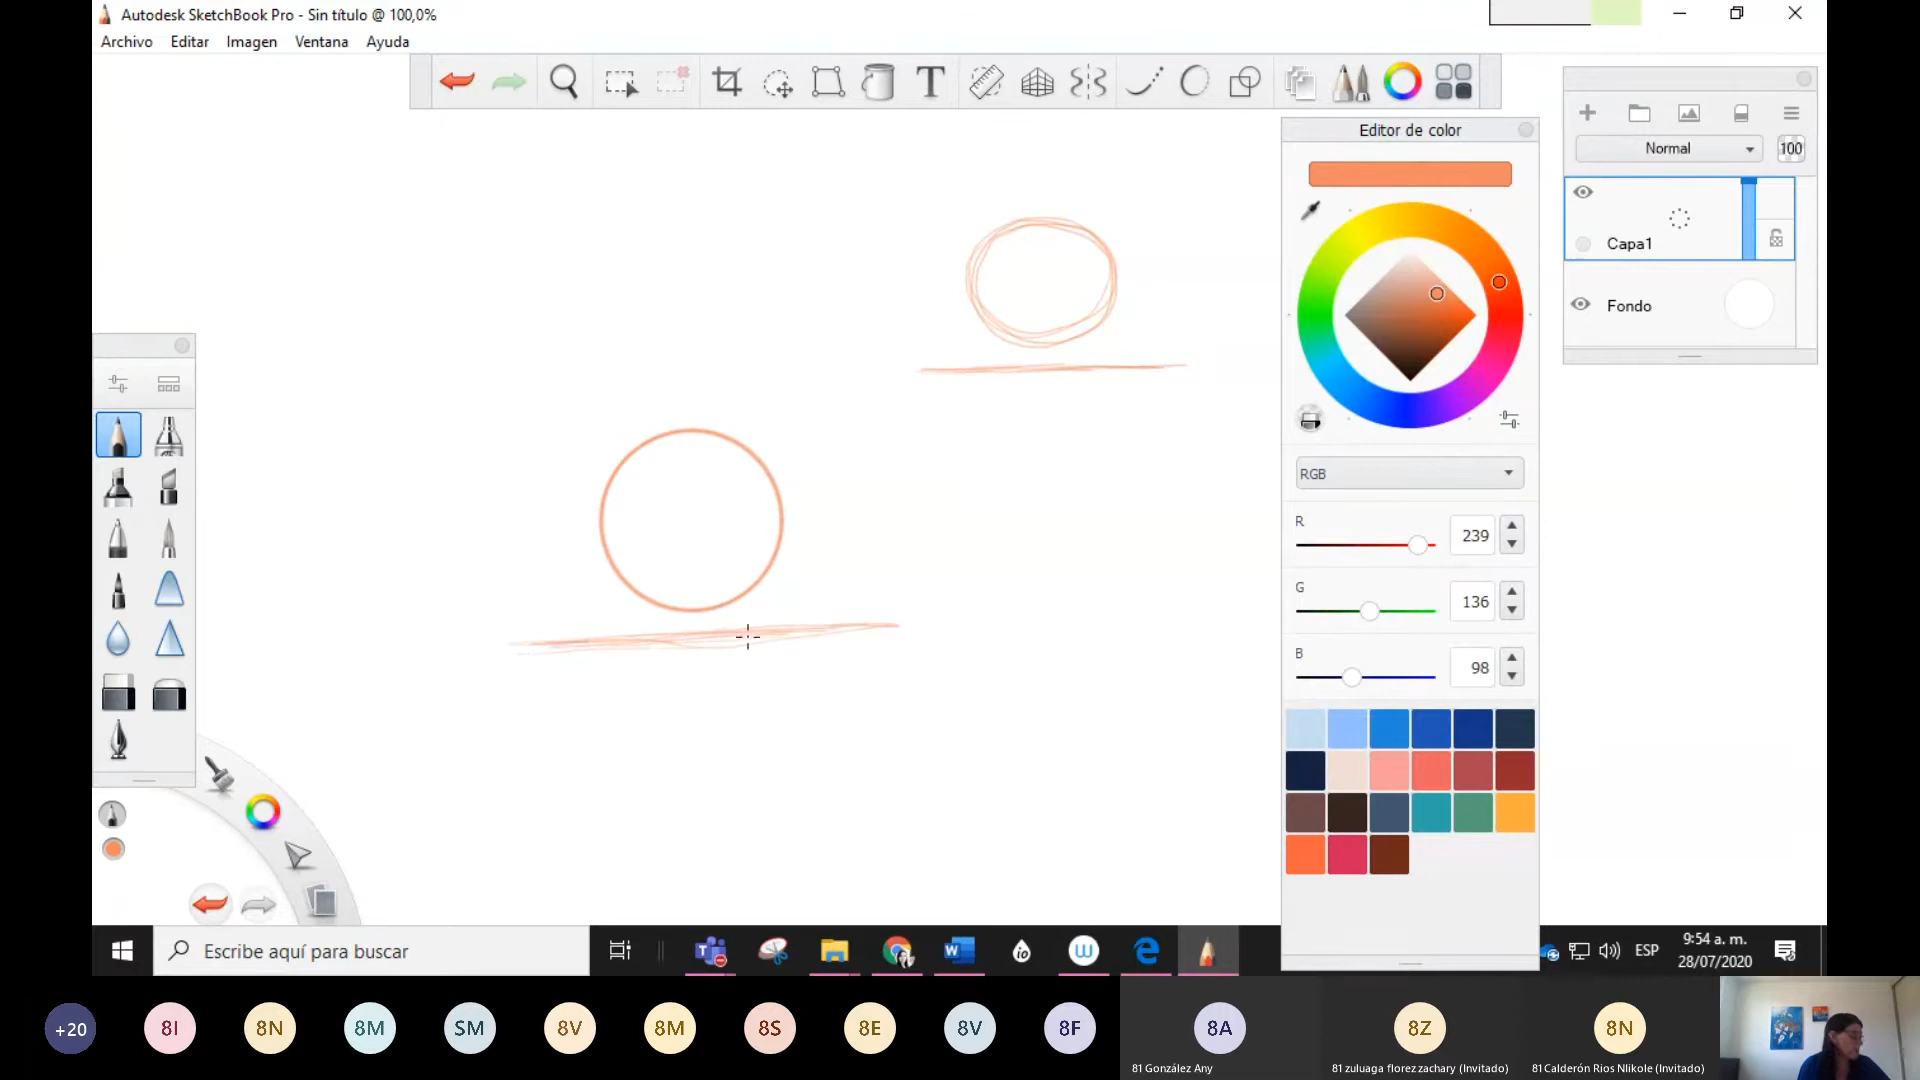 Autodesk SketchBook Pro - Sin título @ 100,0%
Archivo Editar Imagen Ventana Ayuda
T
Editor de color
Normal 100
Capa1
Fondo
RGB
R 239
G 136
B 98
Escribe aquí para buscar
T W io w ESP
9:54 a. m.
28/07/2020
+20 8I 8N 8M SM 8V 8M 8S 8E 8V 8F 8A 8Z 8N
81 González Any
81 zuluaga florez zachary (Invitado)
81 Calderón Rios Nlikole (Invitado)